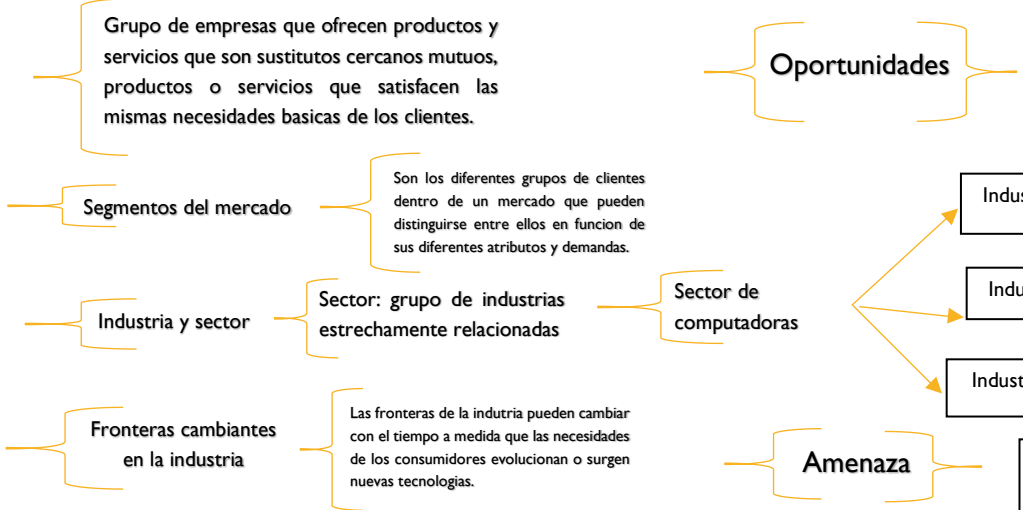 Grupo de empresas que ofrecen productos y
servicios que son sustitutos cercanos mutuos,
productos o servicios que satisfacen las
mismas necesidades basicas de los clientes.
Oportunidades
Segmentos del mercado
Son los diferentes grupos de clientes
dentro de un mercado que pueden
distinguirse entre ellos en funcion de
sus diferentes atributos y demandas.
Industria y sector
Sector: grupo de industrias
estrechamente relacionadas
Sector de
computadoras
Fronteras cambiantes
en la industria
Las fronteras de la indutria pueden cambiar
con el tiempo a medida que las necesidades
de los consumidores evolucionan o surgen
nuevas tecnologias.
Amenaza